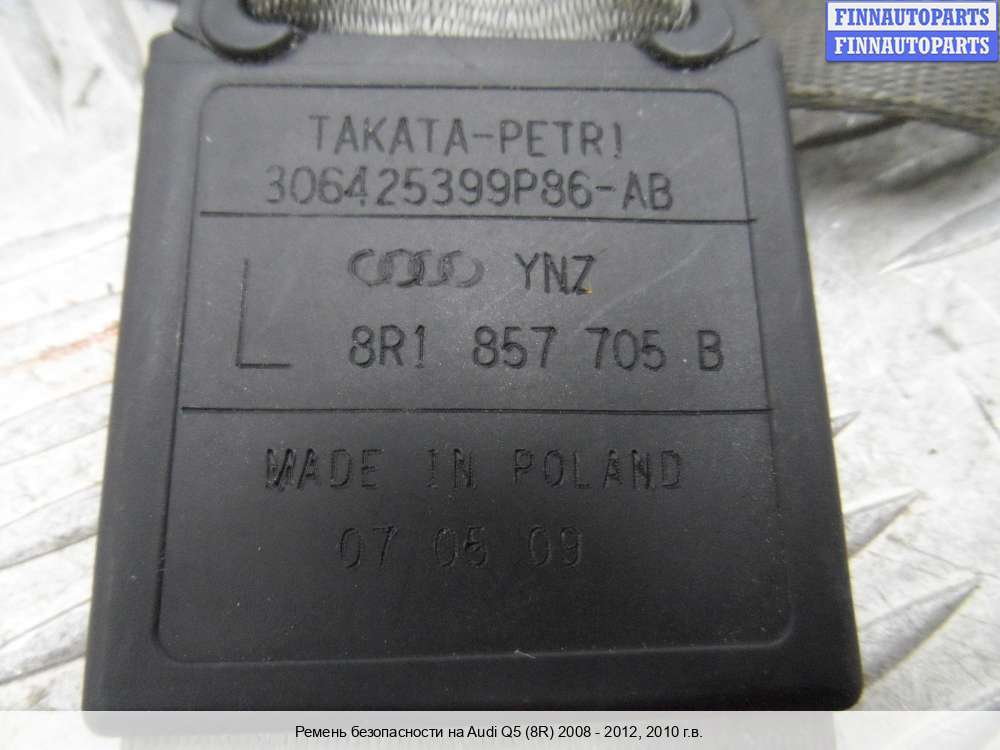 FINNAUTOPARTS
FINNAUTOPARTS
TAKATA-PETRI
306425399P86-AB
YNZ
L 8R1 857 705 B
MADE IN POLAND
07 05 09
Ремень безопасности на Audi Q5 (8R) 2008 - 2012, 2010 г.в.